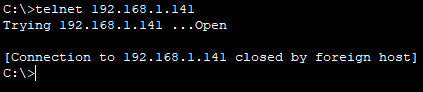 C:\>telnet 192.168.1.141
Trying 192.168.1.141 ...Open
[Connection to 192.168.1.141 closed by foreign host]
C:\>